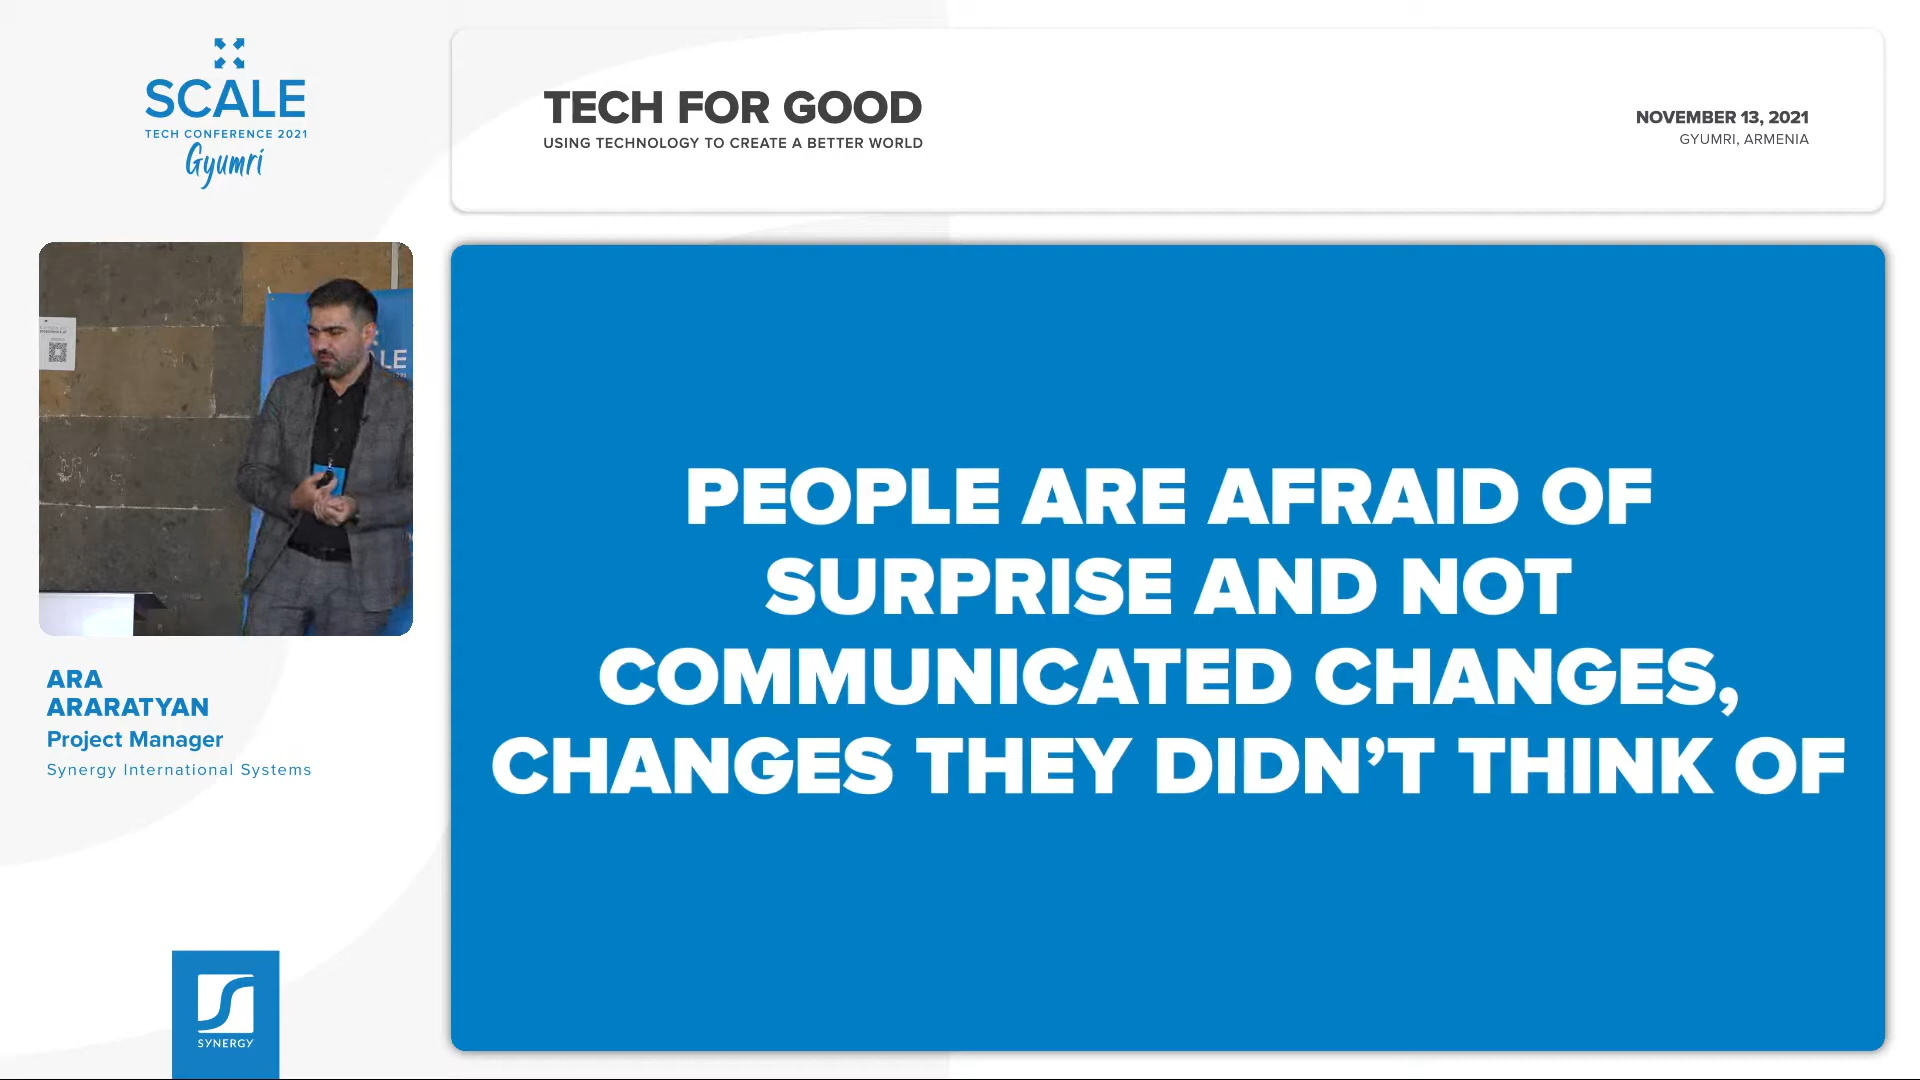 SCALE
TECH CONFERENCE 2021
Gyumri
TECH FOR GOOD
USING TECHNOLOGY TO CREATE A BETTER WORLD
NOVEMBER 13, 2021
GYUMRI, ARMENIA
LE
PEOPLE ARE AFRAID OF
SURPRISE AND NOT
COMMUNICATED CHANGES,
CHANGES THEY DIDN’T THINK OF
ARA
ARARATYAN
Project Manager
Synergy International Systems
SYNERGY